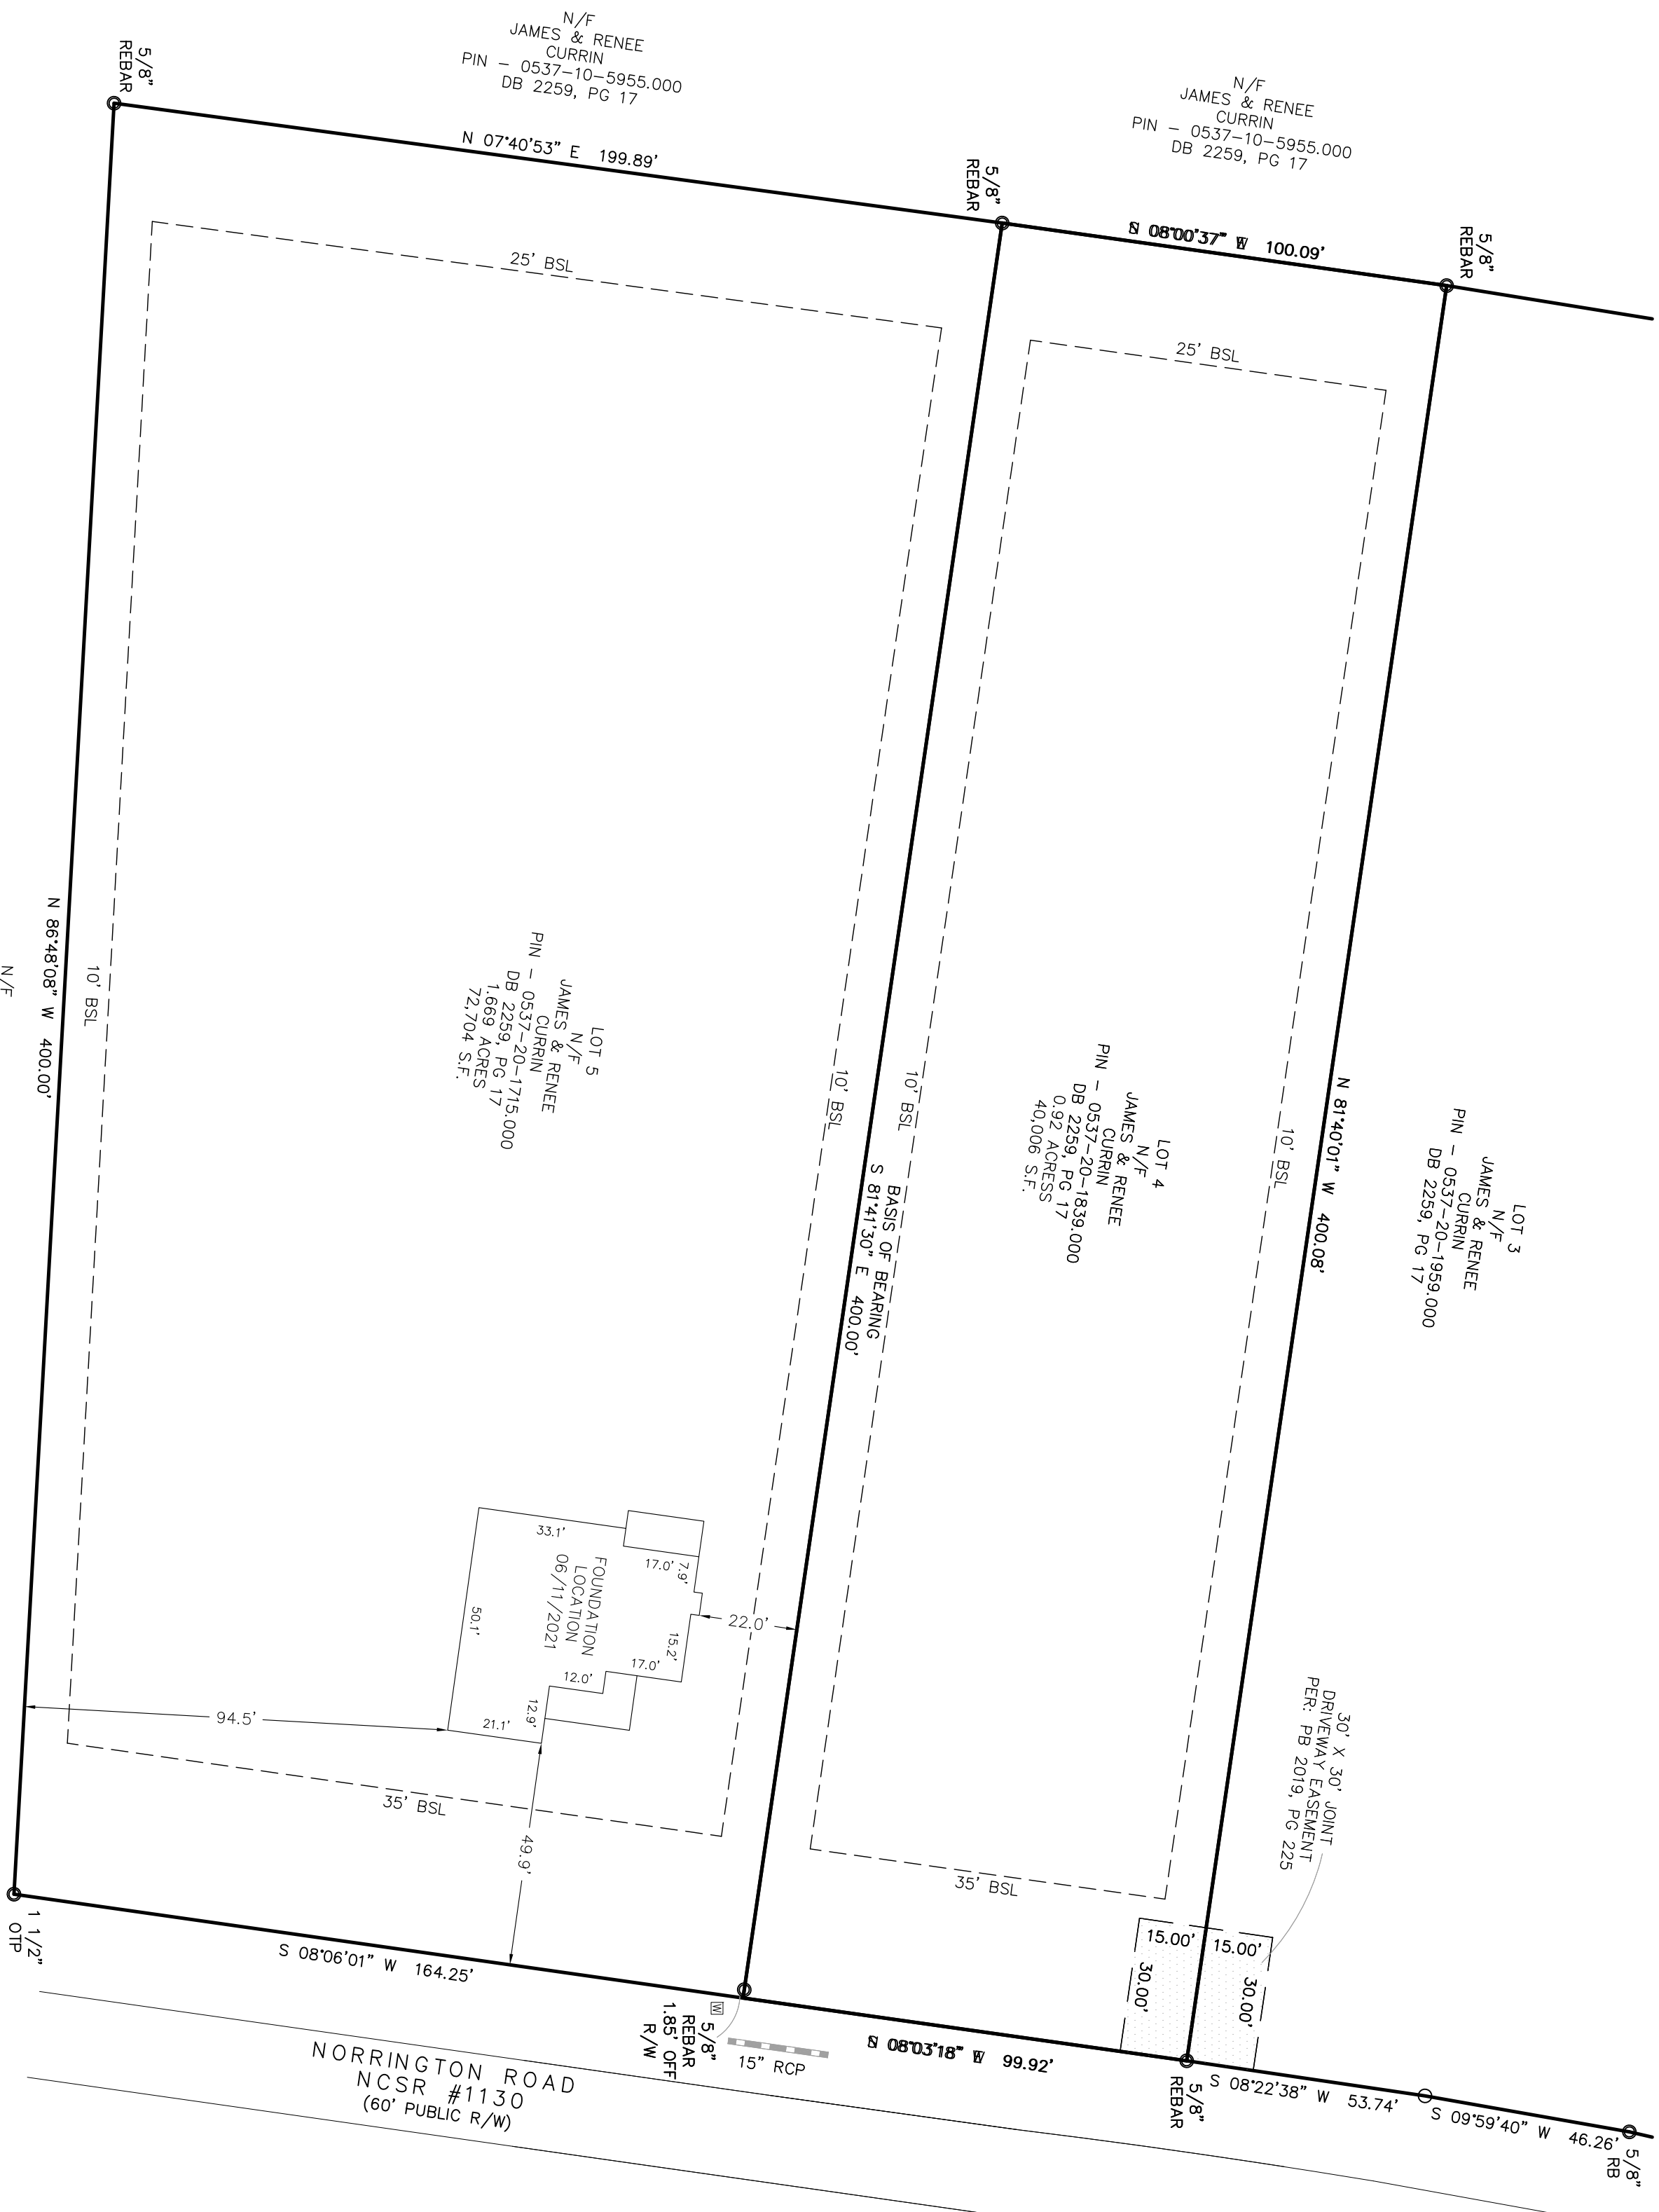 N/F
JAMES & RENEE
CURRIN
PIN - 0537-10-5955.000
DB 2259, PG 17
N/F
JAMES & RENEE
CURRIN
PIN - 0537-10-5955.000
DB 2259, PG 17
5/8"
REBAR
N 07°40'53" E 199.89'
5/8"
REBAR
08°00'37" 100.09'
5/8"
REBAR
25' BSL
25' BSL
N 86°48'08" W 400.00'
10' BSL
N/F
LOT 5
N/F
JAMES & RENEE
CURRIN
PIN - 0537-20-1715.000
DB 2259, PG 17
1.669 ACRES
72,704 S.F.
10' BSL
10' BSL
BASIS OF BEARING
S 81°41'30" E 400.00'
LOT 4
N/F
JAMES & RENEE
CURRIN
PIN - 0537-20-1839.000
DB 2259, PG 17
0.92 ACRESS
40,006 S.F.
10' BSL
N 81°40'01" W 400.08'
LOT 3
N/F
JAMES & RENEE
CURRIN
PIN - 0537-20-1959.000
DB 2259, PG 17
33.1'
17.0'
7.9'
FOUNDATION
LOCATION
06/11/2021
50.1'
22.0'
15.2'
17.0'
12.0'
12.9'
21.1'
94.5'
49.9'
35' BSL
35' BSL
30' X 30' JOINT
DRIVEWAY EASEMENT
PER: PB 2019, PG 225
15.00'
15.00'
30.00'
30.00'
1 1/2"
OTP
S 08°06'01" W 164.25'
W
5/8"
REBAR
1.85' OFF
R/W
15" RCP
08°03'18" 99.92'
5/8"
REBAR
S 08°22'38" W 53.74'
S 09°59'40" W 46.26'
5/8"
RB
NORRINGTON ROAD
NCSR #1130
(60' PUBLIC R/W)